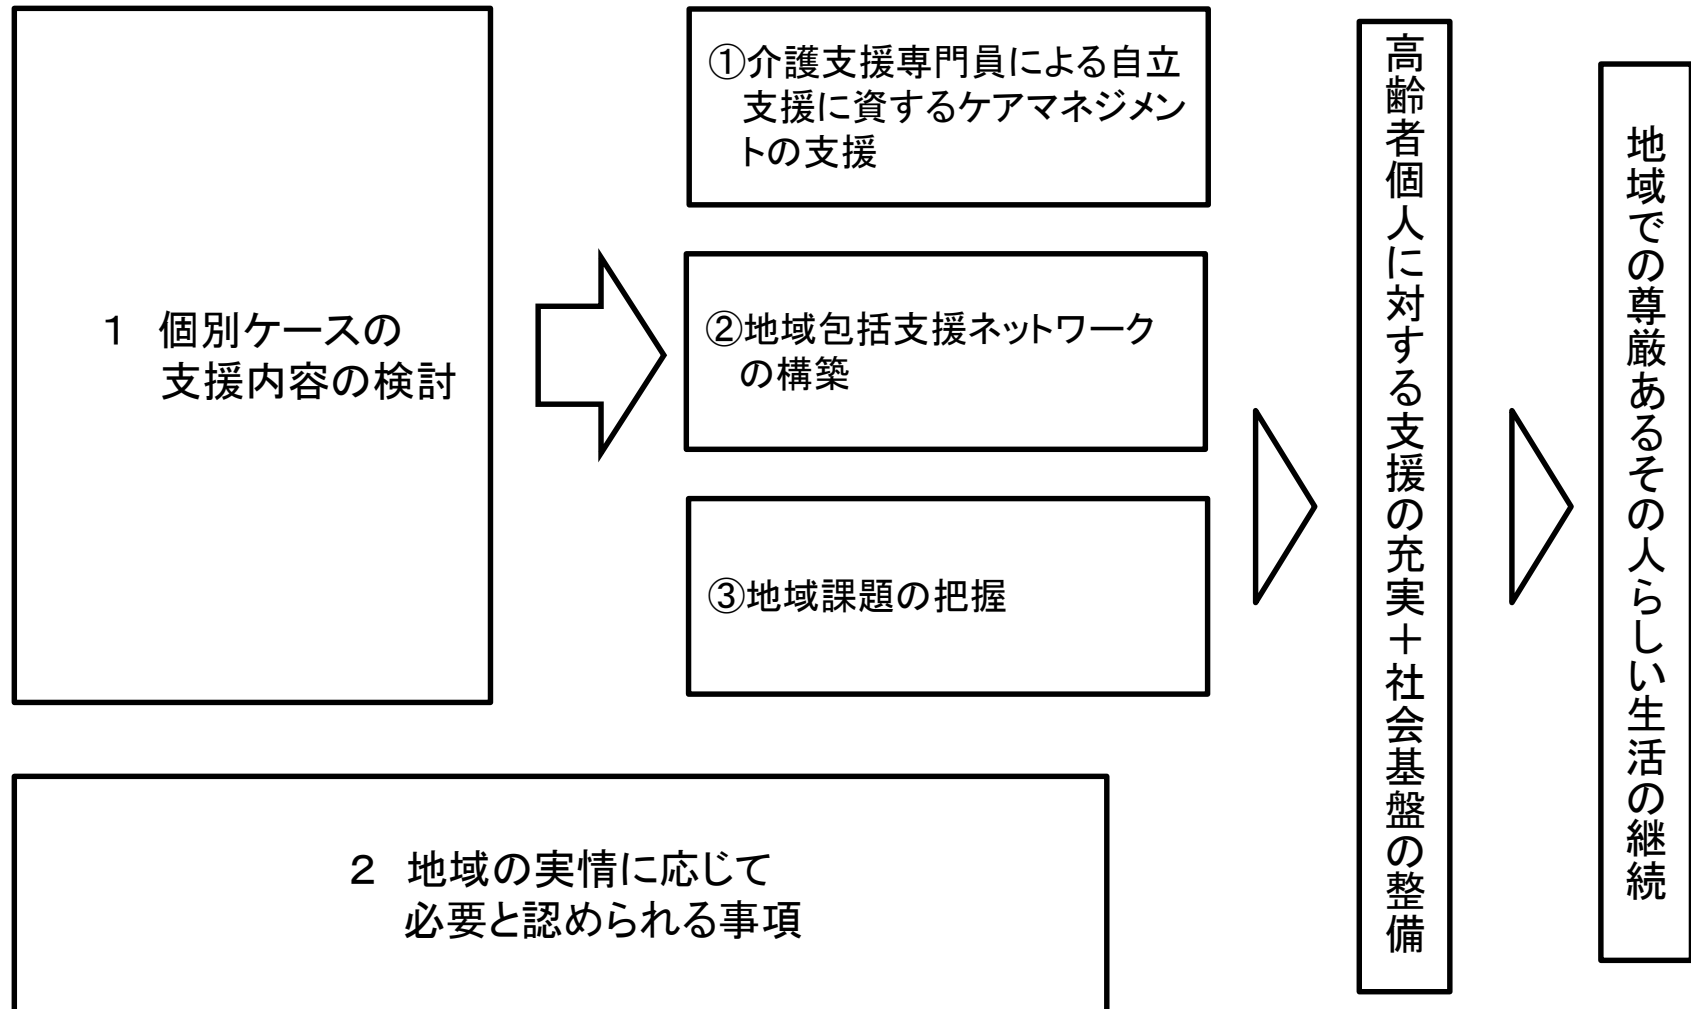 1 個別ケースの
支援内容の検討
①介護支援専門員による自立
支援に資するケアマネジメン
トの支援
②地域包括支援ネットワーク
の構築
③地域課題の把握
2 地域の実情に応じて
必要と認められる事項
高齢者個人に対する支援の充実＋社会基盤の整備
地域での尊厳あるその人らしい生活の継続